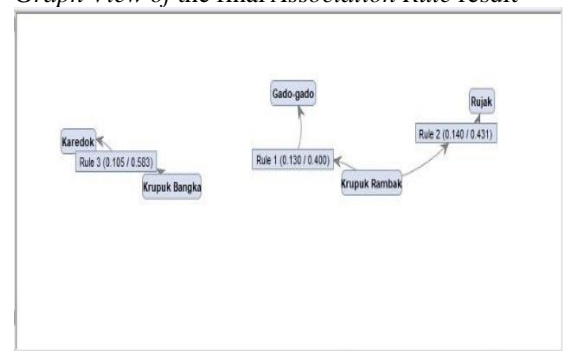 Graph View of the final Association Rule result
Gado-gado
Rujak
Karedok
Rule 2 (0.140 / 0.431)
Rule 3 (0.105 / 0.583)
Rule 1 (0.130 / 0.400)
Krupuk Bangka
Krupuk Rambak